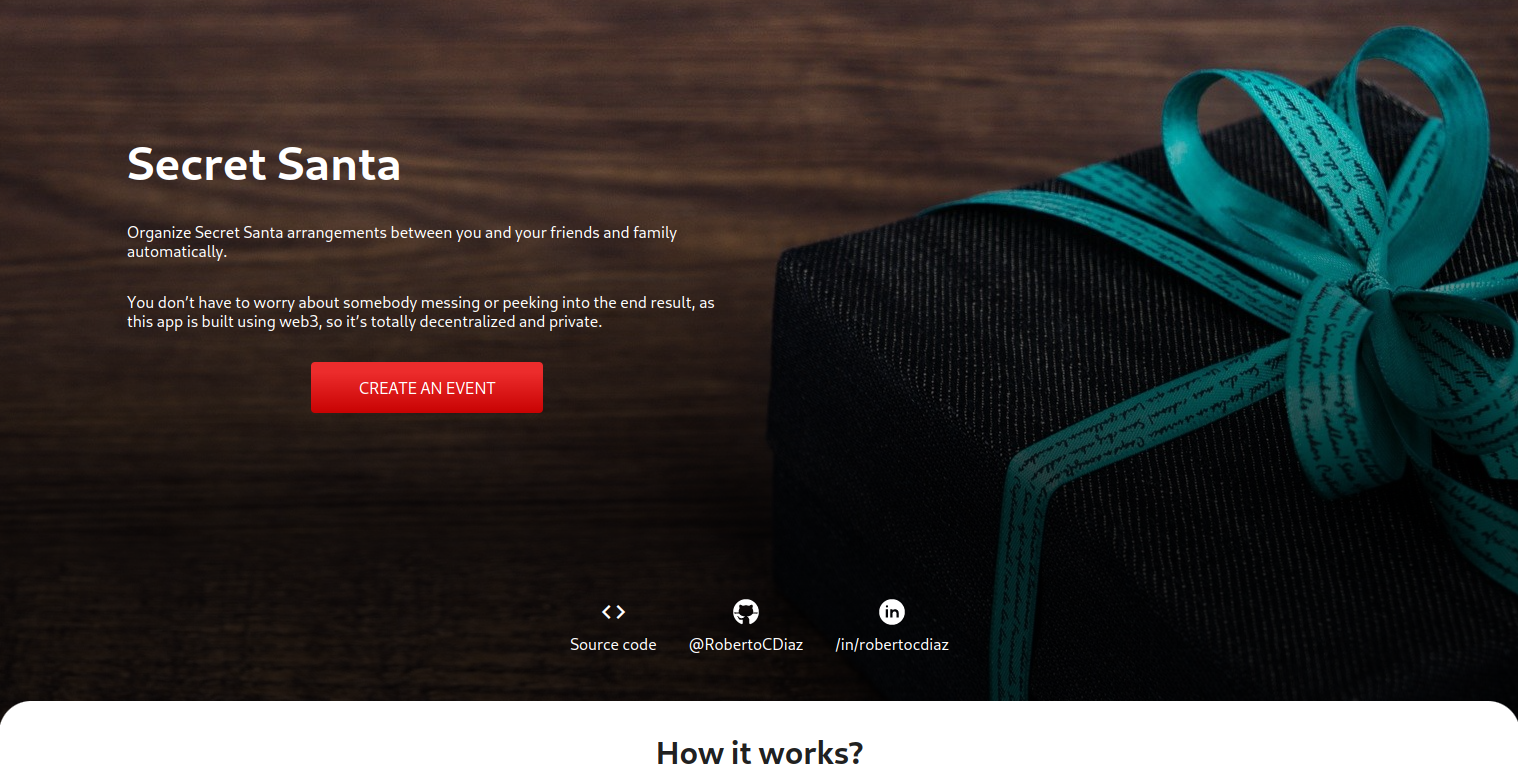 Secret Santa
Organize Secret Santa arrangements between you and your friends and family
automatically.
You don’t have to worry about somebody messing or peeking into the end result, as
this app is built using web3, so it’s totally decentralized and private.
CREATE AN EVENT
Source code
@RobertoCDiaz
/in/robertocdiaz
How it works?